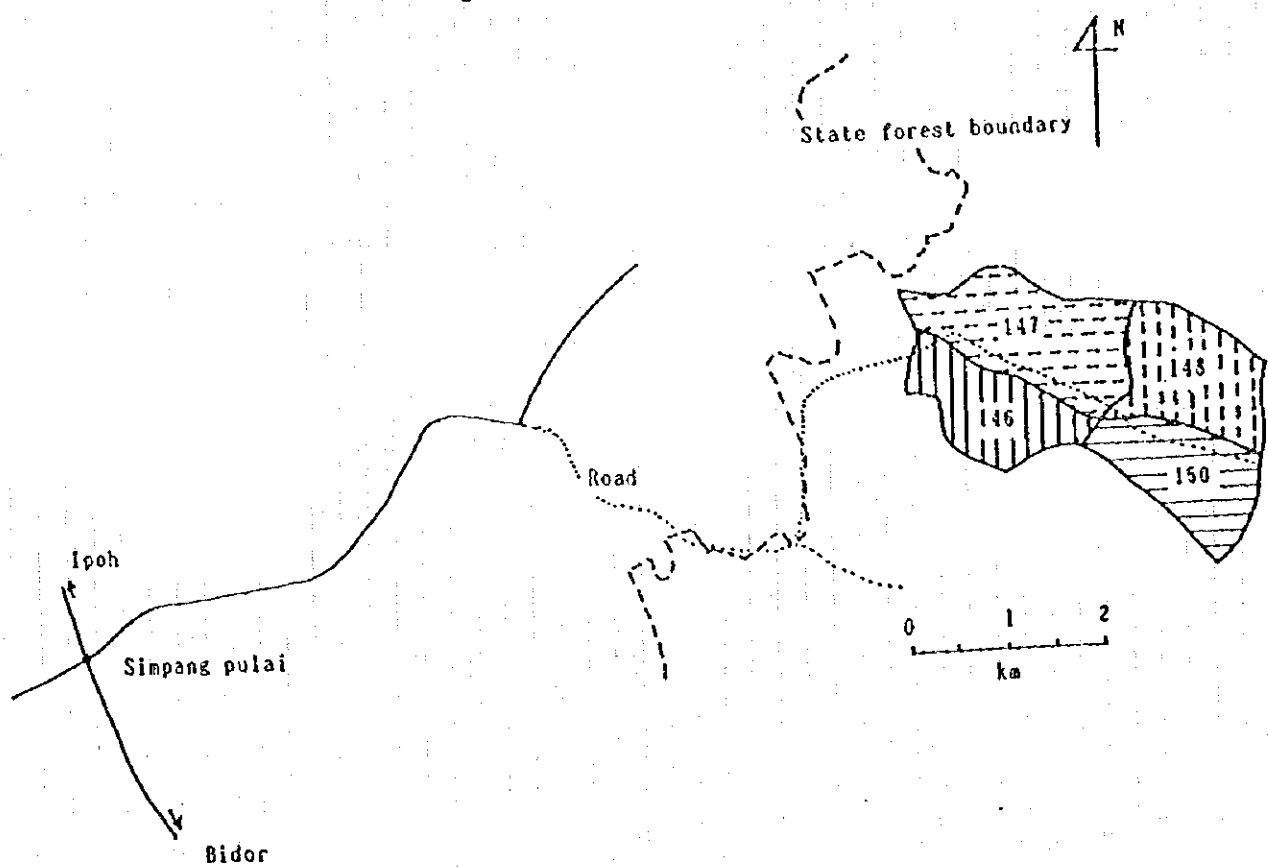 N
State forest boundary
147
148
146
150
Road
Ipoh
Simpang pulai
0 1 2
km
Bidor